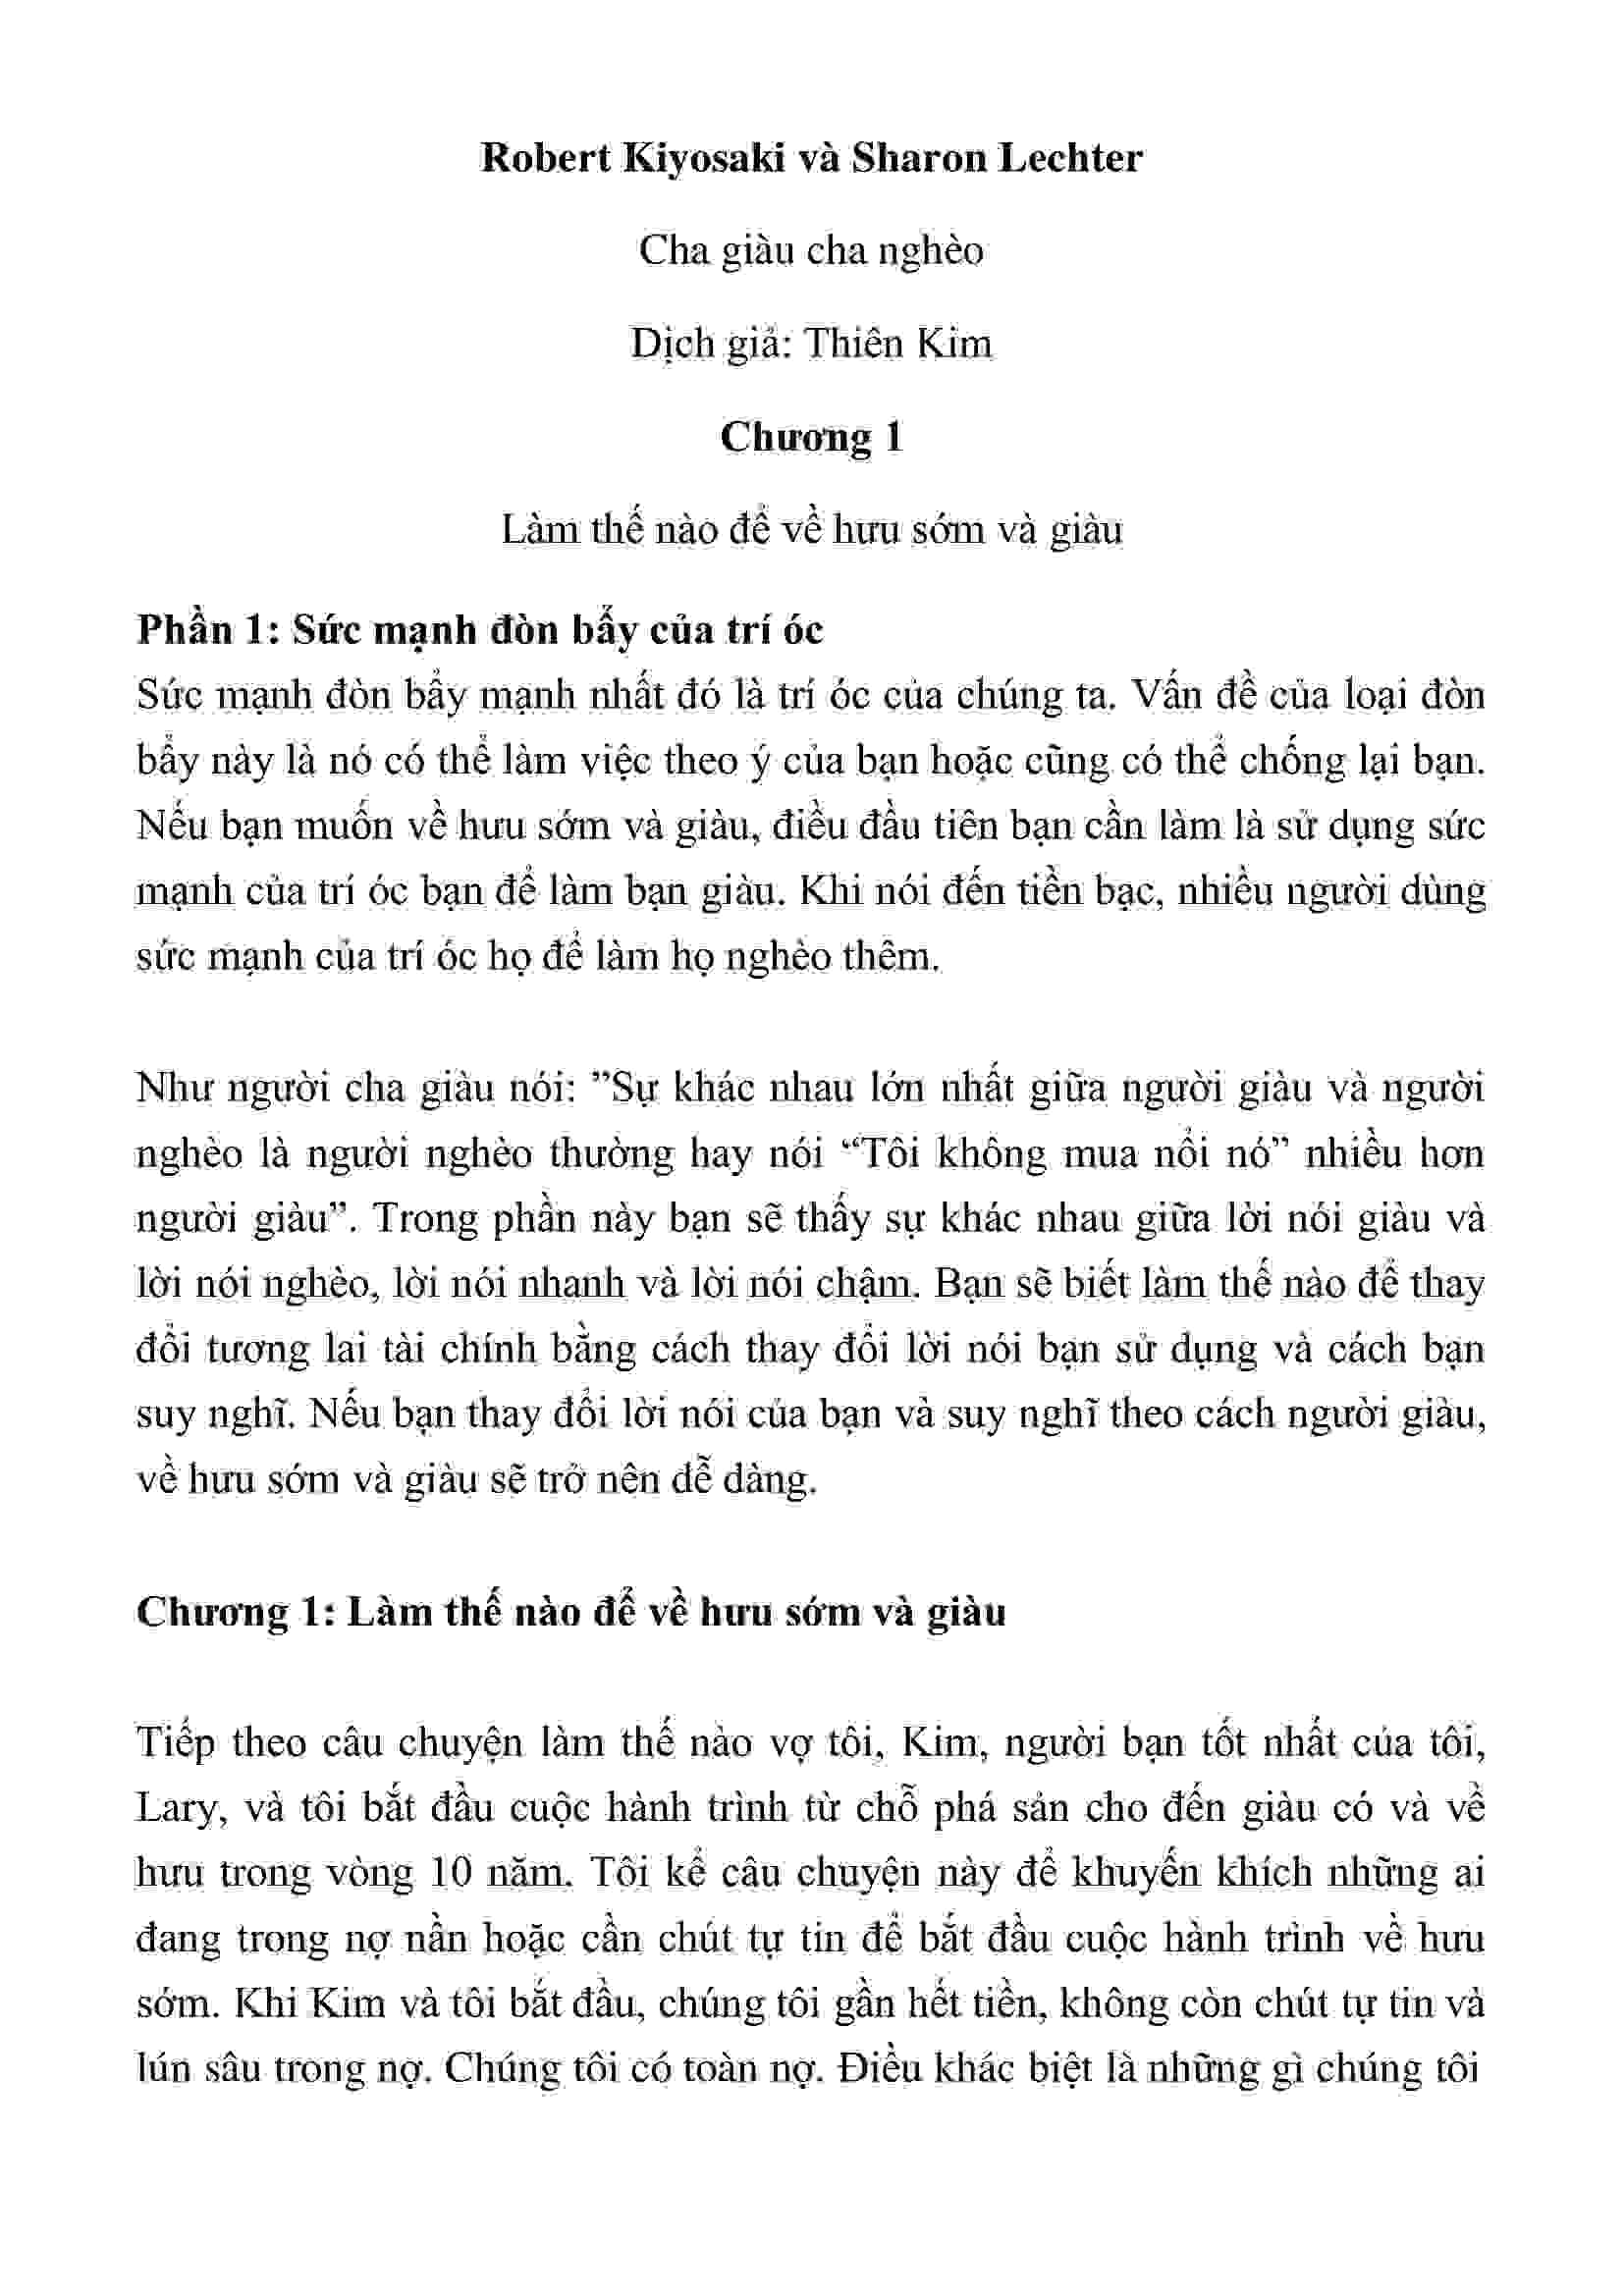 Robert Kiyosaki và Sharon Lechter
Cha giàu cha nghèo
Dịch giả: Thiên Kim
Chương 1
Làm thế nào để về hưu sớm và giàu
Phần 1: Sức mạnh đòn bẩy của trí óc
Sức mạnh đòn bẩy mạnh nhất đó là trí óc của chúng ta. Vấn đề của loại đòn
bẩy này là nó có thể làm việc theo ý của bạn hoặc cũng có thể chống lại bạn.
Nếu bạn muốn về hưu sớm và giàu, điều đầu tiên bạn cần làm là sử dụng sức
mạnh của trí óc bạn để làm bạn giàu. Khi nói đến tiền bạc, nhiều người dùng
sức mạnh của trí óc họ để làm họ nghèo thêm.
Như người cha giàu nói: ”Sự khác nhau lớn nhất giữa người giàu và người
nghèo là người nghèo thường hay nói “Tôi không mua nổi nó” nhiều hơn
người giàu”. Trong phần này bạn sẽ thấy sự khác nhau giữa lời nói giàu và
lời nói nghèo, lời nói nhanh và lời nói chậm. Bạn sẽ biết làm thế nào để thay
đổi tương lai tài chính bằng cách thay đổi lời nói bạn sử dụng và cách bạn
suy nghĩ. Nếu bạn thay đổi lời nói của bạn và suy nghĩ theo cách người giàu,
về hưu sớm và giàu sẽ trở nên dễ dàng.
Chương 1: Làm thế nào để về hưu sớm và giàu
Tiếp theo câu chuyện làm thế nào vợ tôi, Kim, người bạn tốt nhất của tôi,
Lary, và tôi bắt đầu cuộc hành trình từ chỗ phá sản cho đến giàu có và về
hưu trong vòng 10 năm. Tôi kể câu chuyện này để khuyến khích những ai
đang trong nợ nần hoặc cần chút tự tin để bắt đầu cuộc hành trình về hưu
sớm. Khi Kim và tôi bắt đầu, chúng tôi gần hết tiền, không còn chút tự tin và
lún sâu trong nợ. Chúng tôi có toàn nợ. Điều khác biệt là những gì chúng tôi